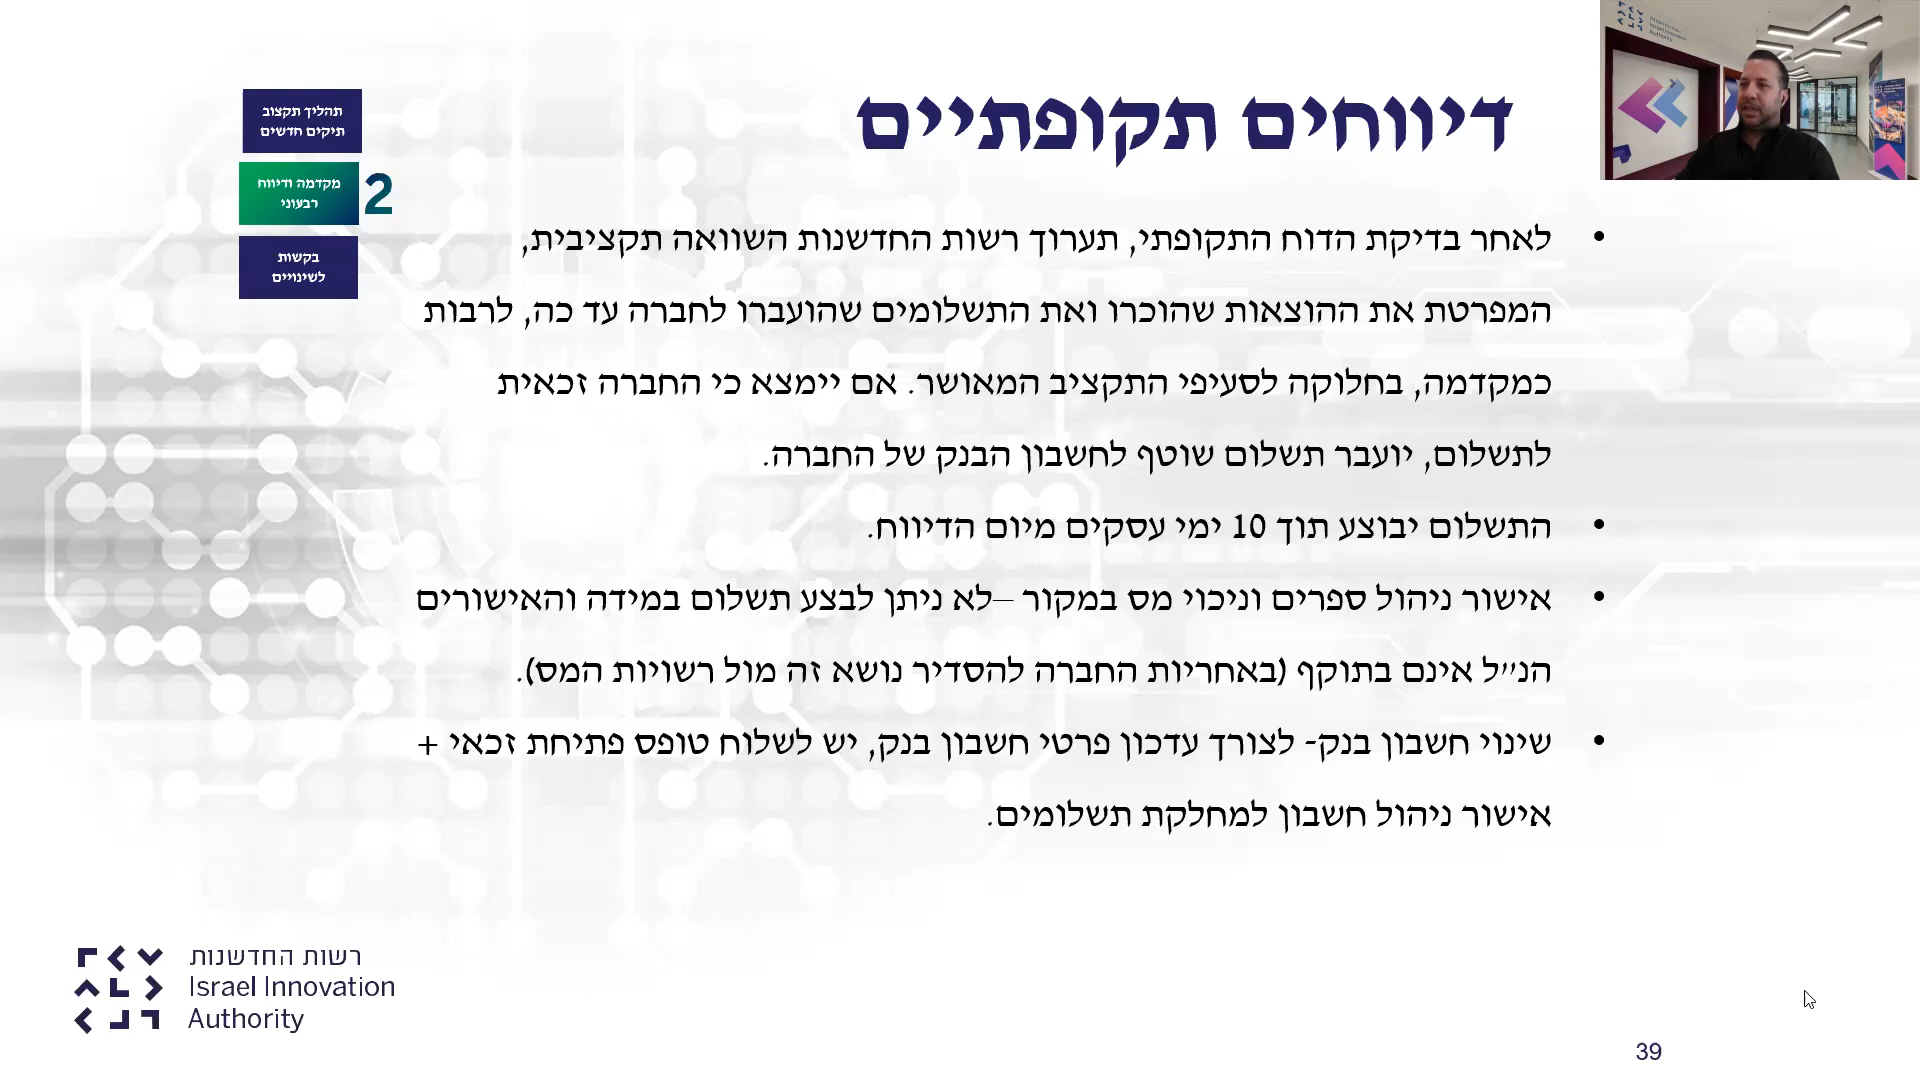 דיווחים תקופתיים
תהליך תקצוב
תיקים חדשים
מקדמה ודיווח
רבעוני
2
בקשות
לשינויים
• לאחר בדיקת הדוח התקופתי, תערוך רשות החדשנות השוואה תקציבית,
המפרטת את ההוצאות שהוכרו ואת התשלומים שהועברו לחברה עד כה, לרבות
כמקדמה, בחלוקה לסעיפי התקציב המאושר. אם יימצא כי החברה זכאית
לתשלום, יועבר תשלום שוטף לחשבון הבנק של החברה.
• התשלום יבוצע תוך 10 ימי עסקים מיום הדיווח.
• אישור ניהול ספרים וניכוי מס במקור –לא ניתן לבצע תשלום במידה והאישורים
הנ״ל אינם בתוקף (באחריות החברה להסדיר נושא זה מול רשויות המס).
• שינוי חשבון בנק- לצורך עדכון פרטי חשבון בנק, יש לשלוח טופס פתיחת זכאי +
אישור ניהול חשבון למחלקת תשלומים.
רשות החדשנות
Israel Innovation
Authority
39
Israel Innovation
Authority